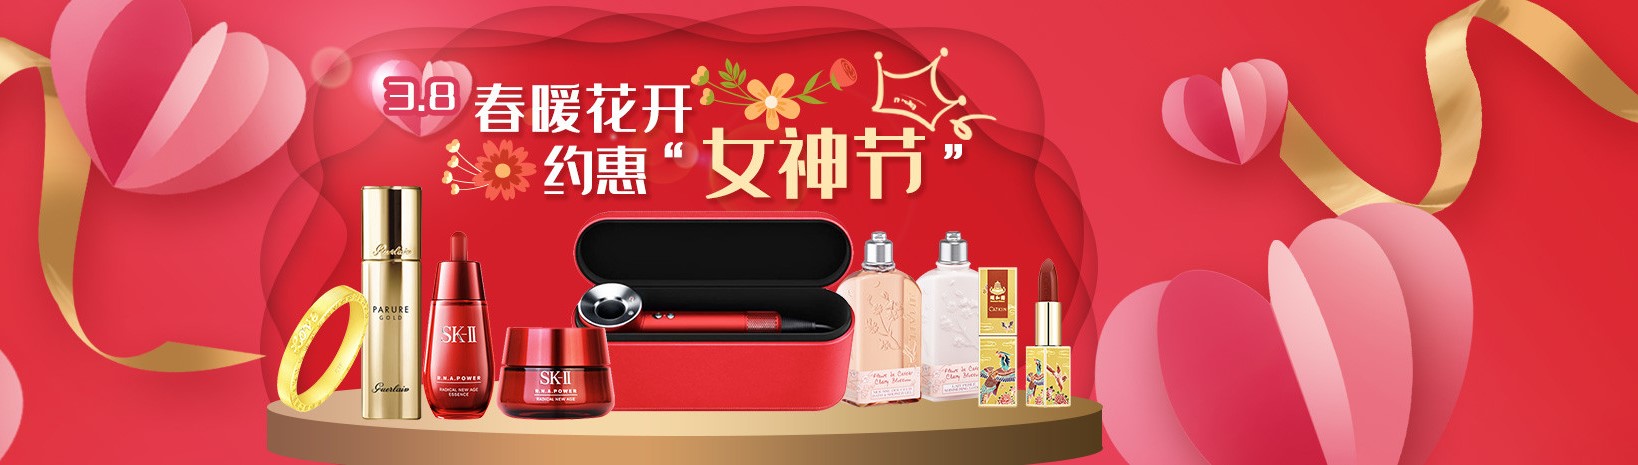 3.8
春暖花开
约惠“女神节”
Guerlain
PARURE
GOLD
Guerlain
SK-II
R.N.A.POWER
RADICAL NEW AGE
ESSENCE
SK-II
R.N.A.POWER
RADICAL NEW AGE
CATKIN